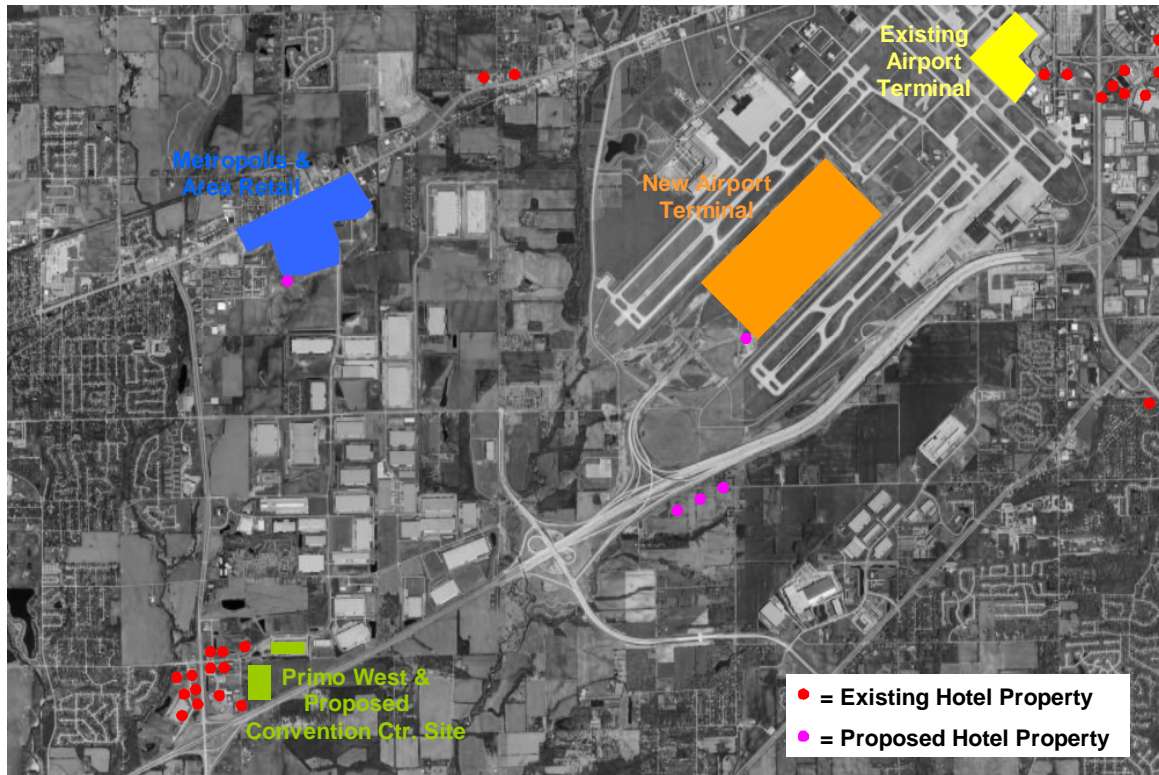 Existing
Airport
Terminal
Metropolis &
Area Retail
New Airport
Terminal
Primo West &
Proposed
Convention Ctr. Site
= Existing Hotel Property
= Proposed Hotel Property